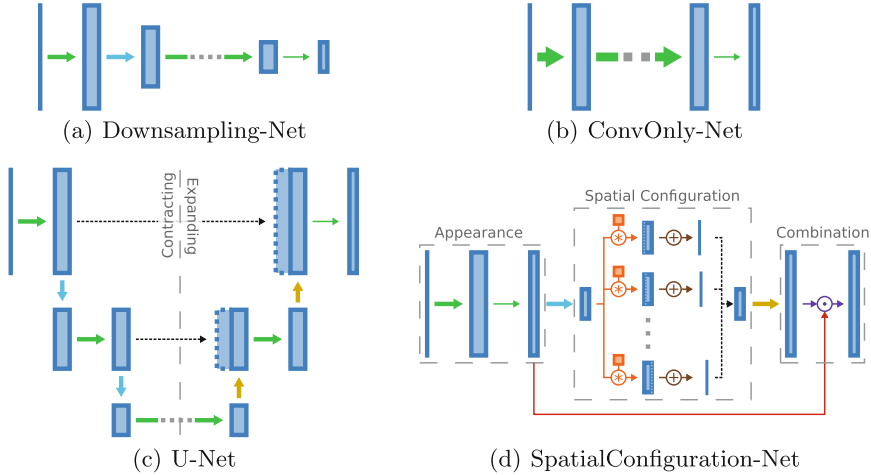 (a) Downsampling-Net
(b) ConvOnly-Net
Contracting
Expanding
(c) U-Net
Appearance
Spatial Configuration
Combination
(d) SpatialConfiguration-Net